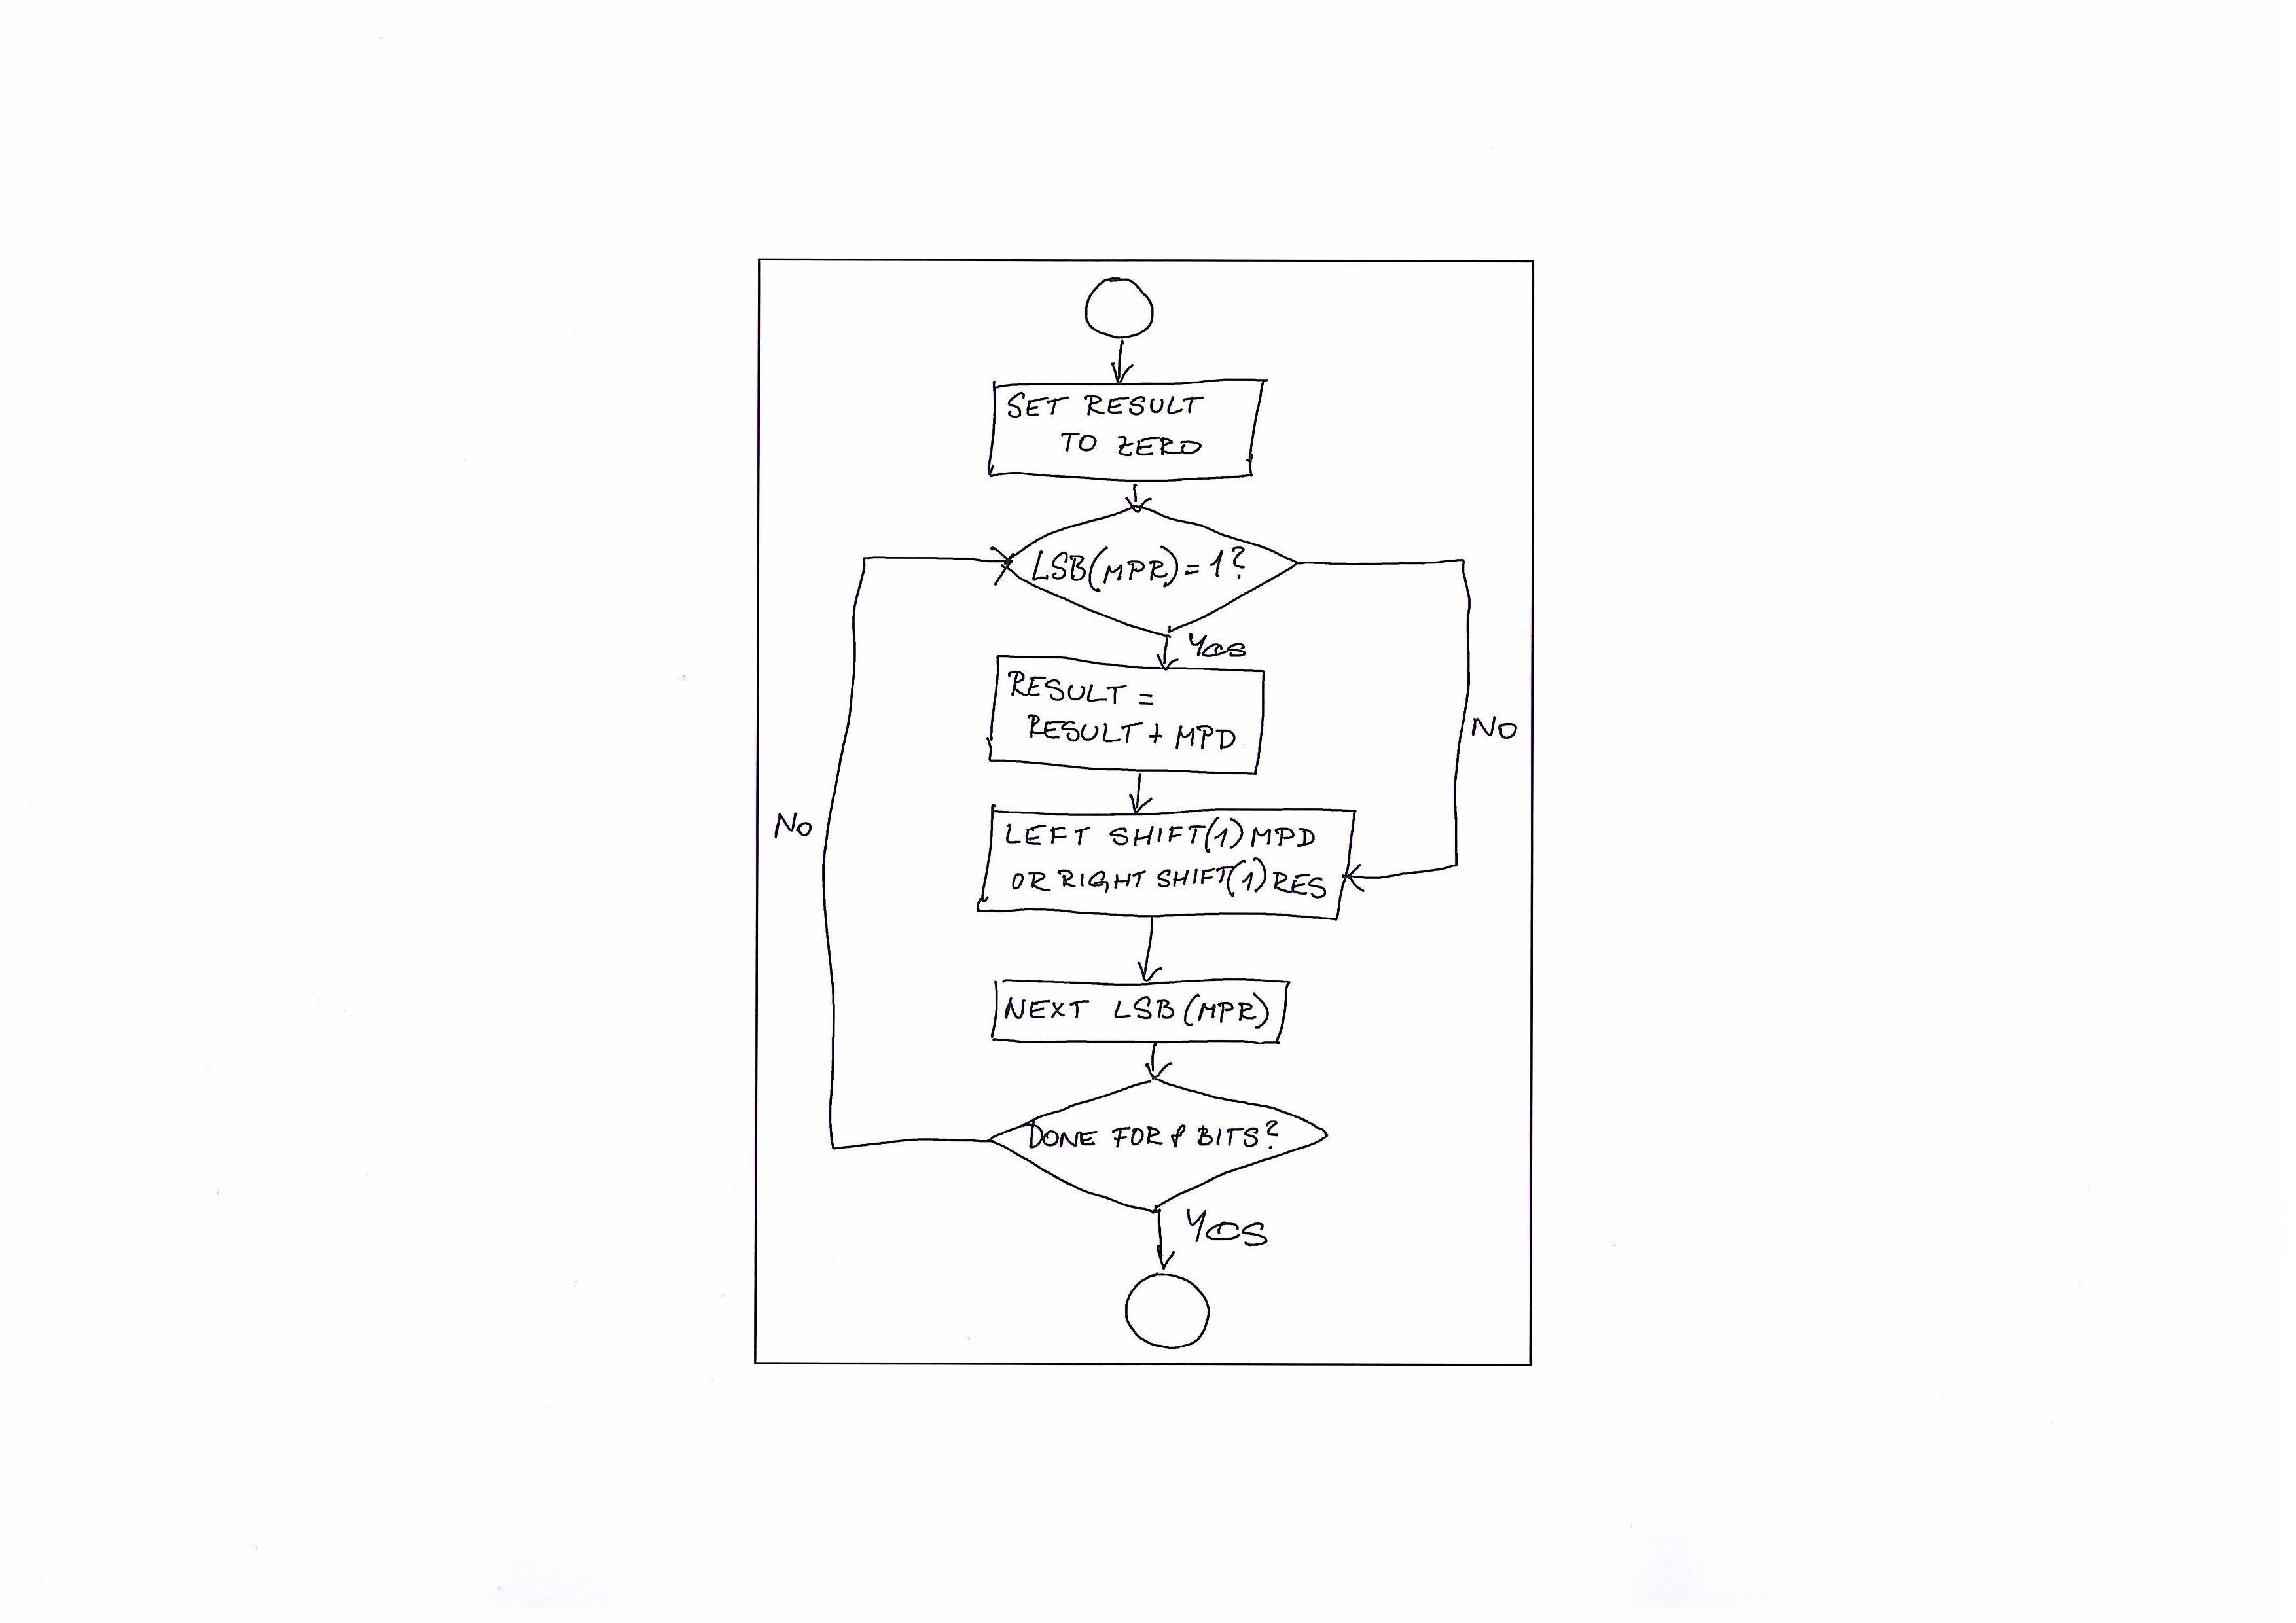 SET RESULT
TO ZERO
LSB(MPR)=1?
YES
RESULT =
RESULT + MPD
NO
LEFT SHIFT(1) MPD
OR RIGHT SHIFT(1) RES
No
NEXT LSB (MPR)
DONE FOR BITS?
YES